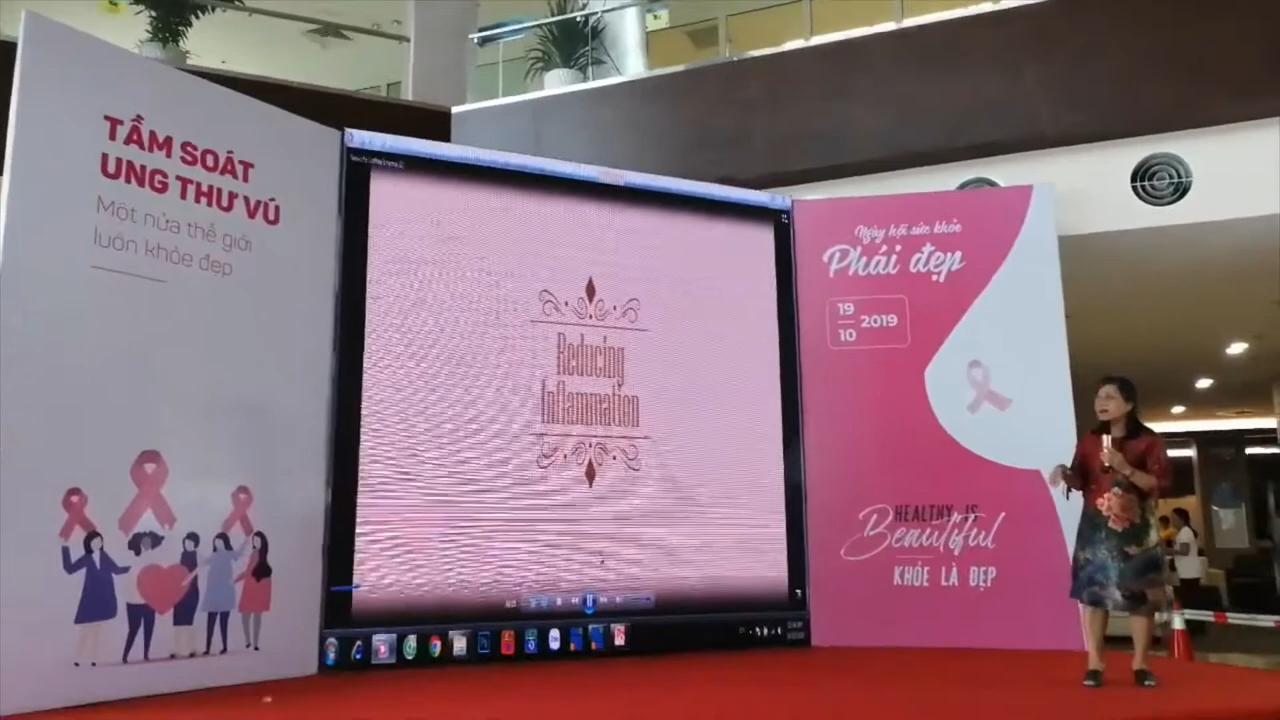 TẦM SOÁT
UNG THƯ VÚ
Một nửa thế giới
luôn khỏe đẹp
Reducing
Inflammation
Ngày hội sức khỏe
Phái đẹp
19
10
2019
HEALTHY IS
Beautiful
KHỎE LÀ ĐẸP